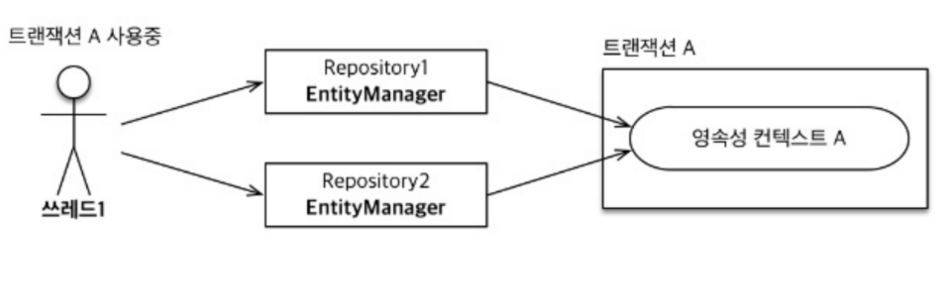 트랜잭션 A 사용중
쓰레드1
Repository1
EntityManager
Repository2
EntityManager
트랜잭션 A
영속성 컨텍스트 A